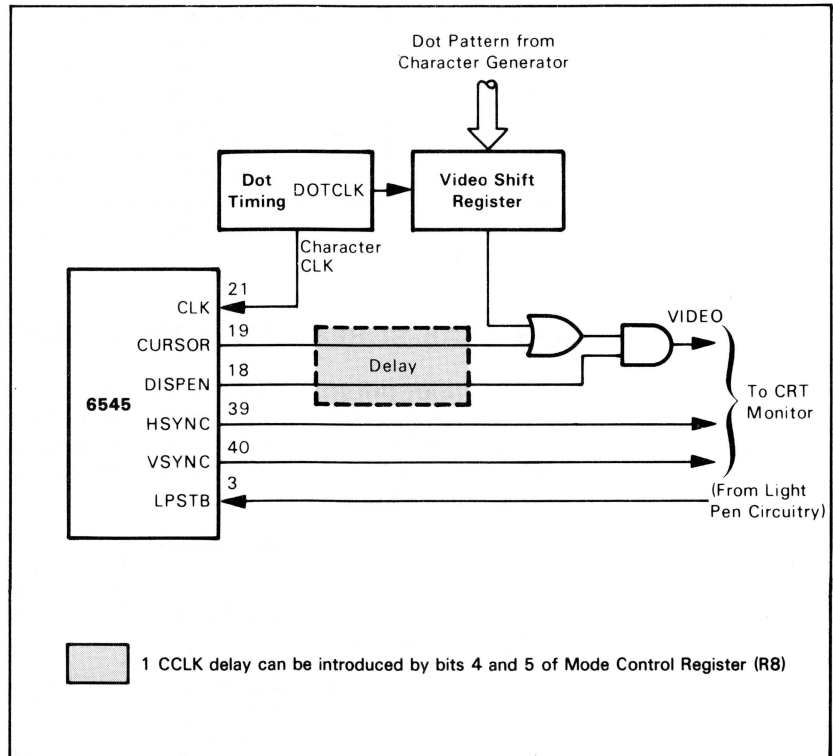 Dot Pattern from
Character Generator
Dot
Timing
DOTCLK
Video Shift
Register
Character
CLK
21
CLK
19
CURSOR
Delay
18
DISPEN
6545
39
HSYNC
40
VSYNC
3
LPSTB
VIDEO
To CRT
Monitor
(From Light
Pen Circuitry)
1 CCLK delay can be introduced by bits 4 and 5 of Mode Control Register (R8)